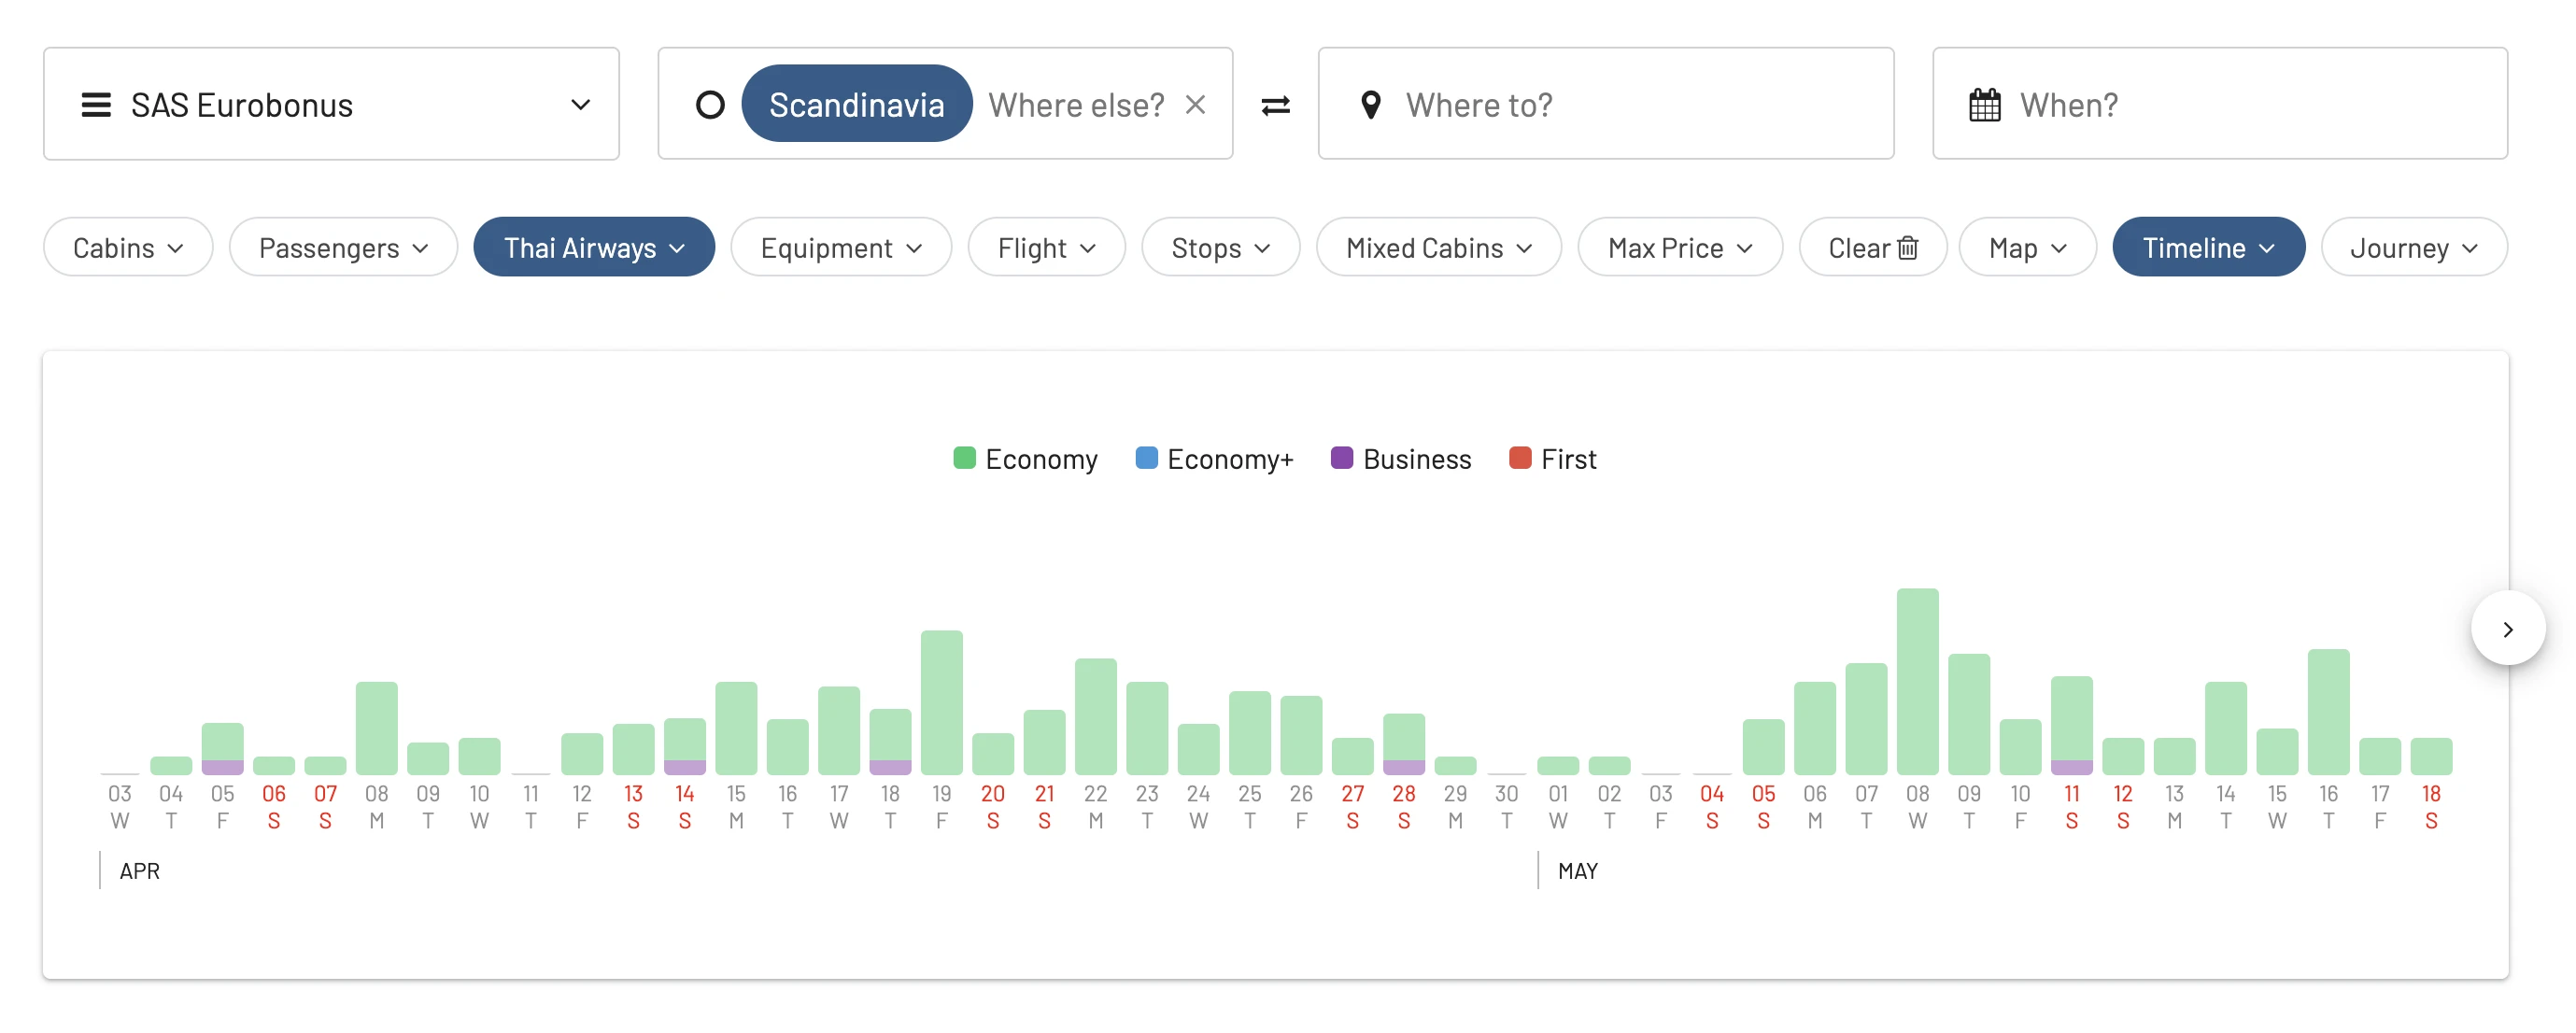 SAS Eurobonus Scandinavia Where else? Where to? When?
Cabins Passengers Thai Airways Equipment Flight Stops Mixed Cabins Max Price Clear Map Timeline Journey
Economy Economy+ Business First
03 04 05 06 07 08 09 10 11 12 13 14 15 16 17 18 19 20 21 22 23 24 25 26 27 28 29 30 01 02 03 04 05 06 07 08 09 10 11 12 13 14 15 16 17 18
W T F S S M T W T F S S M T W T F S S M T W T F S S M T W T F S S M T W T F S S M T W T F S
APR MAY